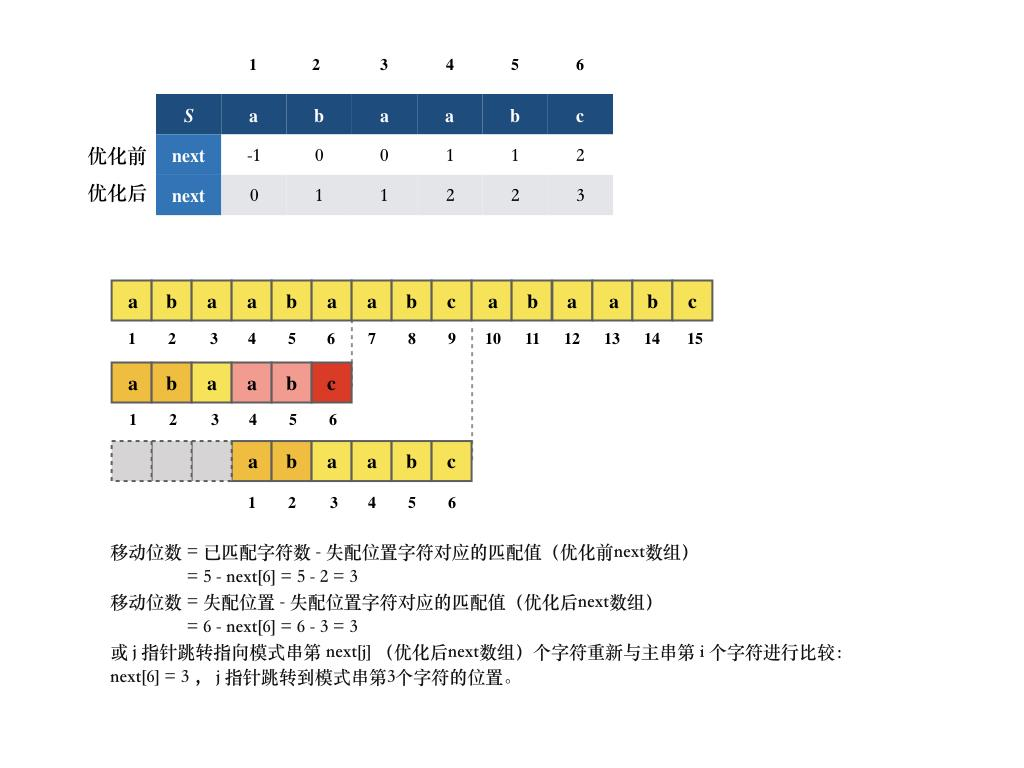 1 2 3 4 5 6
S a b a a b c
优化前 next -1 0 0 1 1 2
优化后 next 0 1 1 2 2 3
a b a a b a a b c a b a a b c
1 2 3 4 5 6 7 8 9 10 11 12 13 14 15
a b a a b c
1 2 3 4 5 6
a b a a b c
1 2 3 4 5 6
移动位数 = 已匹配字符数 - 失配位置字符对应的匹配值（优化前next数组）
= 5 - next[6] = 5 - 2 = 3
移动位数 = 失配位置 - 失配位置字符对应的匹配值（优化后next数组）
= 6 - next[6] = 6 - 3 = 3
或 j 指针跳转指向模式串第 next[j] （优化后next数组）个字符重新与主串第 i 个字符进行比较：
next[6] = 3 ， j 指针跳转到模式串第3个字符的位置。